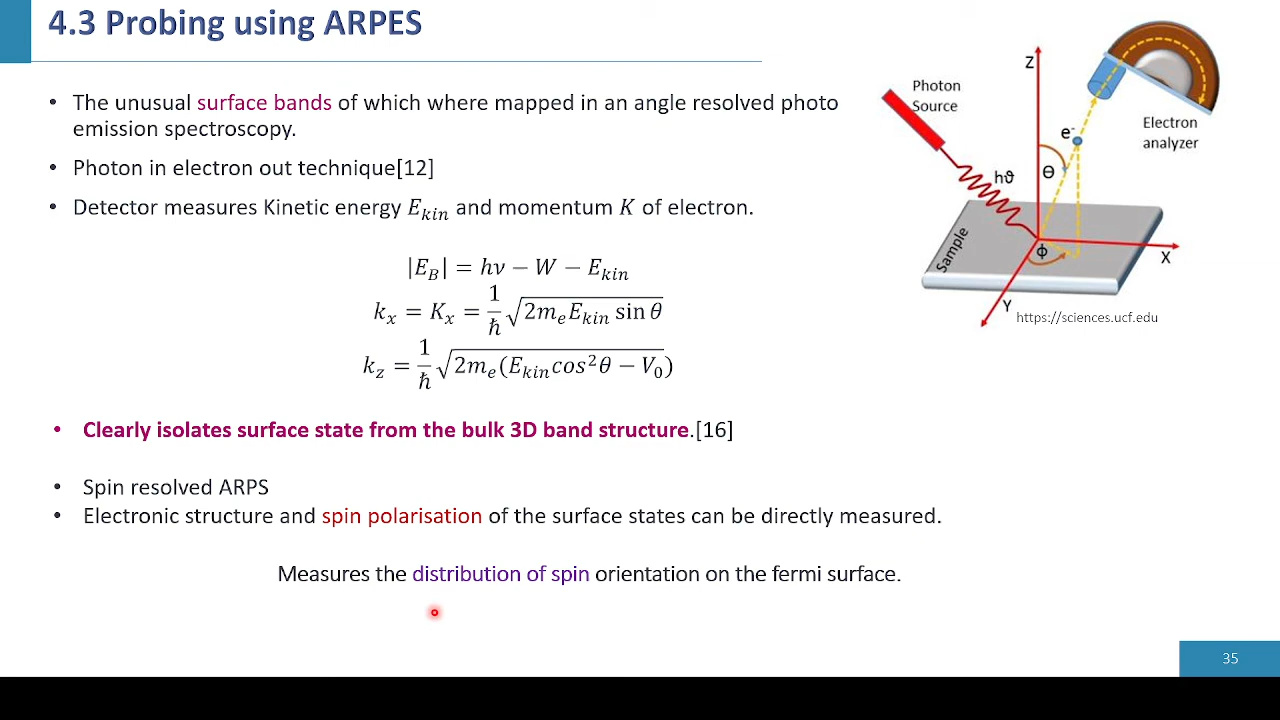 4.3 Probing using ARPES
• The unusual surface bands of which where mapped in an angle resolved photo
emission spectroscopy.
• Photon in electron out technique[12]
• Detector measures Kinetic energy E_kin and momentum K of electron.
|E_B| = hν − W − E_kin
k_x = K_x = 1/ħ √(2m_e E_kin sin θ)
k_z = 1/ħ √(2m_e(E_kin cos²θ − V_0))
• Clearly isolates surface state from the bulk 3D band structure.[16]
• Spin resolved ARPS
• Electronic structure and spin polarisation of the surface states can be directly measured.
Measures the distribution of spin orientation on the fermi surface.
Photon
Source
Z
Electron
analyzer
e-
hϑ
Θ
Sample
ϕ
X
Y
https://sciences.ucf.edu
35